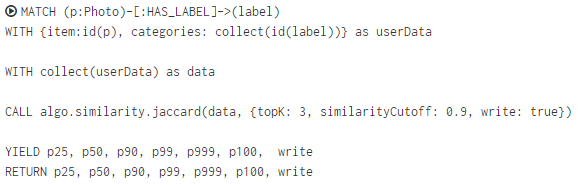 MATCH (p:Photo)-[:HAS_LABEL]->(label)
WITH {item:id(p), categories: collect(id(label))} as userData
WITH collect(userData) as data
CALL algo.similarity.jaccard(data, {topK: 3, similarityCutoff: 0.9, write: true})
YIELD p25, p50, p90, p99, p999, p100,  write
RETURN p25, p50, p90, p99, p999, p100, write